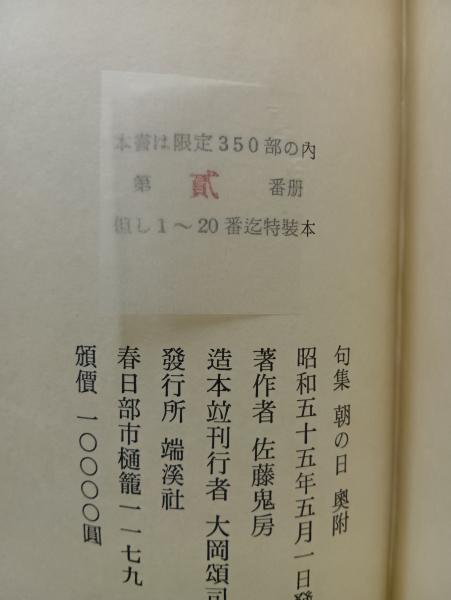 本書は限定350部の內
第 番册
但し1～20番迄特裝本
句集 朝の日 奥附
昭和五十五年五月一日發
著作者 佐藤鬼房
造本竝刊行者 大岡頌司
發行所 端溪社
春日部市樋籠一一七九
頒價 一〇〇〇〇圓